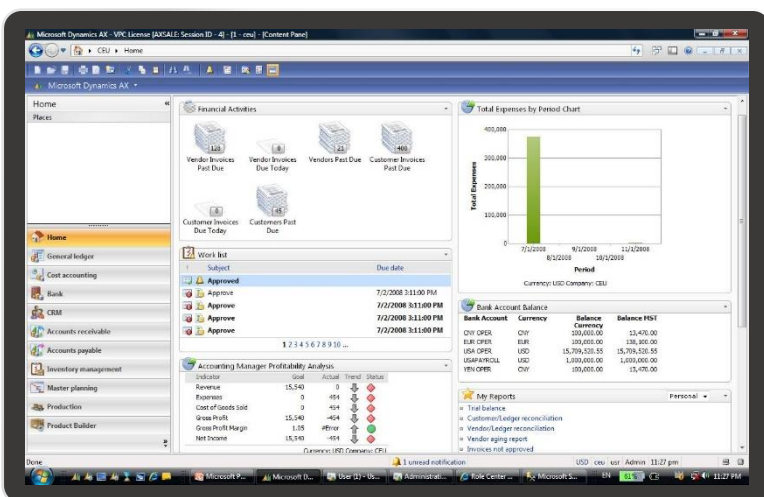 Microsoft Dynamics AX - VPC License [AXSALE: Session ID - 4] - [1 - ceu] - [Content Pane]
CEU
Home
Microsoft Dynamics AX
Home
Places
Home
General ledger
Cost accounting
Bank
CRM
Accounts receivable
Accounts payable
Inventory management
Master planning
Production
Product Builder
Financial Activities
128
Vendor Invoices Past Due
0
Vendor Invoices Due Today
21
Vendors Past Due
400
Customer Invoices Past Due
0
Customer Invoices Due Today
45
Customers Past Due
Work list
Subject Due date
Approved
Approve 7/2/2008 3:11:00 PM
Approve 7/2/2008 3:11:00 PM
Approve 7/2/2008 3:11:00 PM
Approve 7/2/2008 3:11:00 PM
1 2 3 4 5 6 7 8 9 10 ...
Accounting Manager Profitability Analysis
Indicator Goal Actual Trend Status
Revenue 15,540 0
Expenses 0 454
Cost of Goods Sold 0 454
Gross Profit 15,540 -454
Gross Profit Margin 1.05 #Error
Net Income 15,540 -454
Currency: USD Company: CEU
Total Expenses by Period Chart
Total Expenses
400,000
300,000
200,000
100,000
0
7/1/2008 9/1/2008 11/1/2008
8/1/2008 10/1/2008
Period
Currency: USD Company: CEU
Bank Account Balance
Bank Account Currency Balance Currency Balance MST
CNY OPER CNY 100,000.00 13,470.00
EUR OPER EUR 100,000.00 138,100.00
USA OPER USD 15,709,520.55 15,709,520.55
USAPAYROLL USD 1,000,000.00 1,000,000.00
YEN OPER CNY 100,000.00 13,470.00
My Reports
Personal
Trial balance
Customer/Ledger reconciliation
Vendor/Ledger reconciliation
Vendor aging report
Invoices not approved
Done
1 unread notification
USD ceu usr Admin 11:27 pm
Microsoft P...
Microsoft D...
User (1) - Us...
Administrati...
Role Center ...
Microsoft S...
EN
61%
11:27 PM